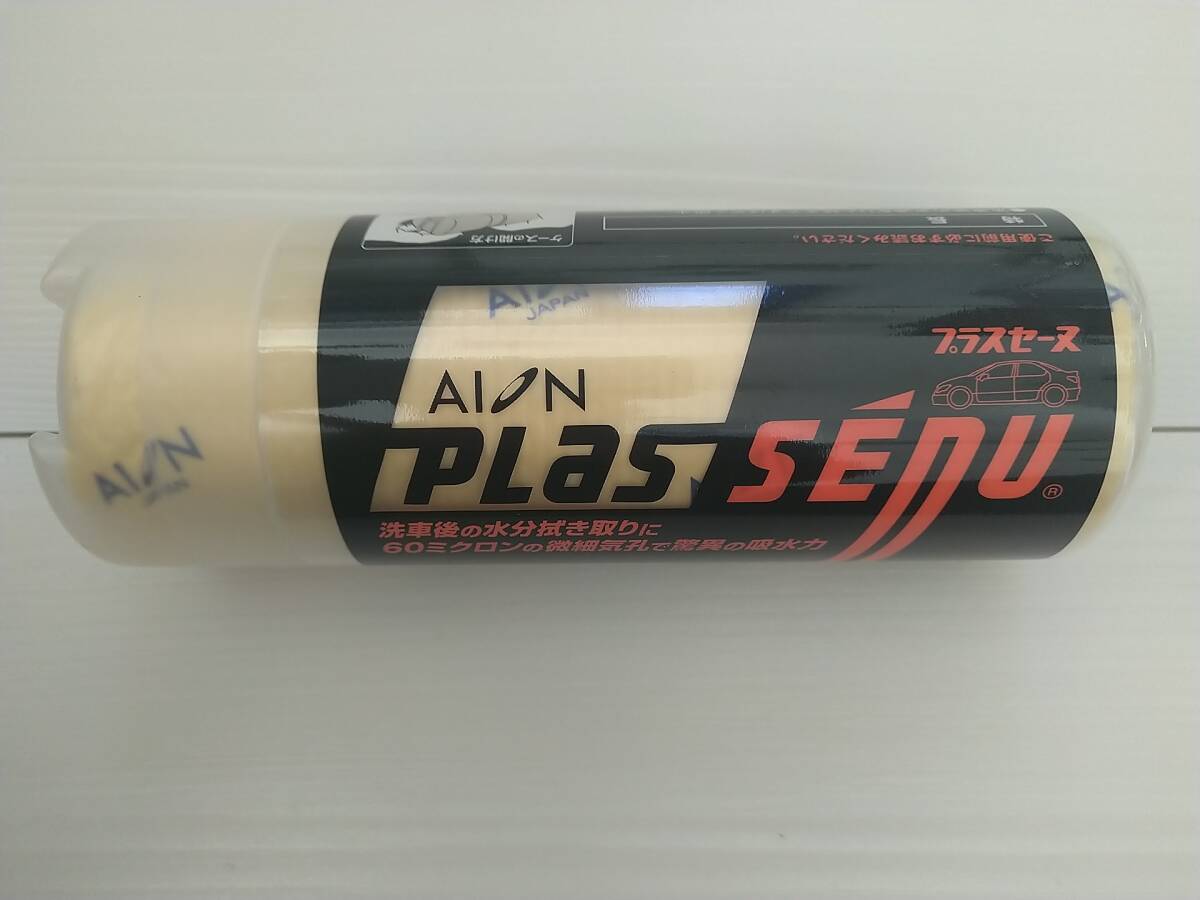 ケースの開け方
特長
ご使用前に必ずお読みください。
AION
JAPAN
プラスセーヌ
AION
PLAS SENU®
洗車後の水分拭き取りに
60ミクロンの微細気孔で驚異の吸水力
AION
JAPAN